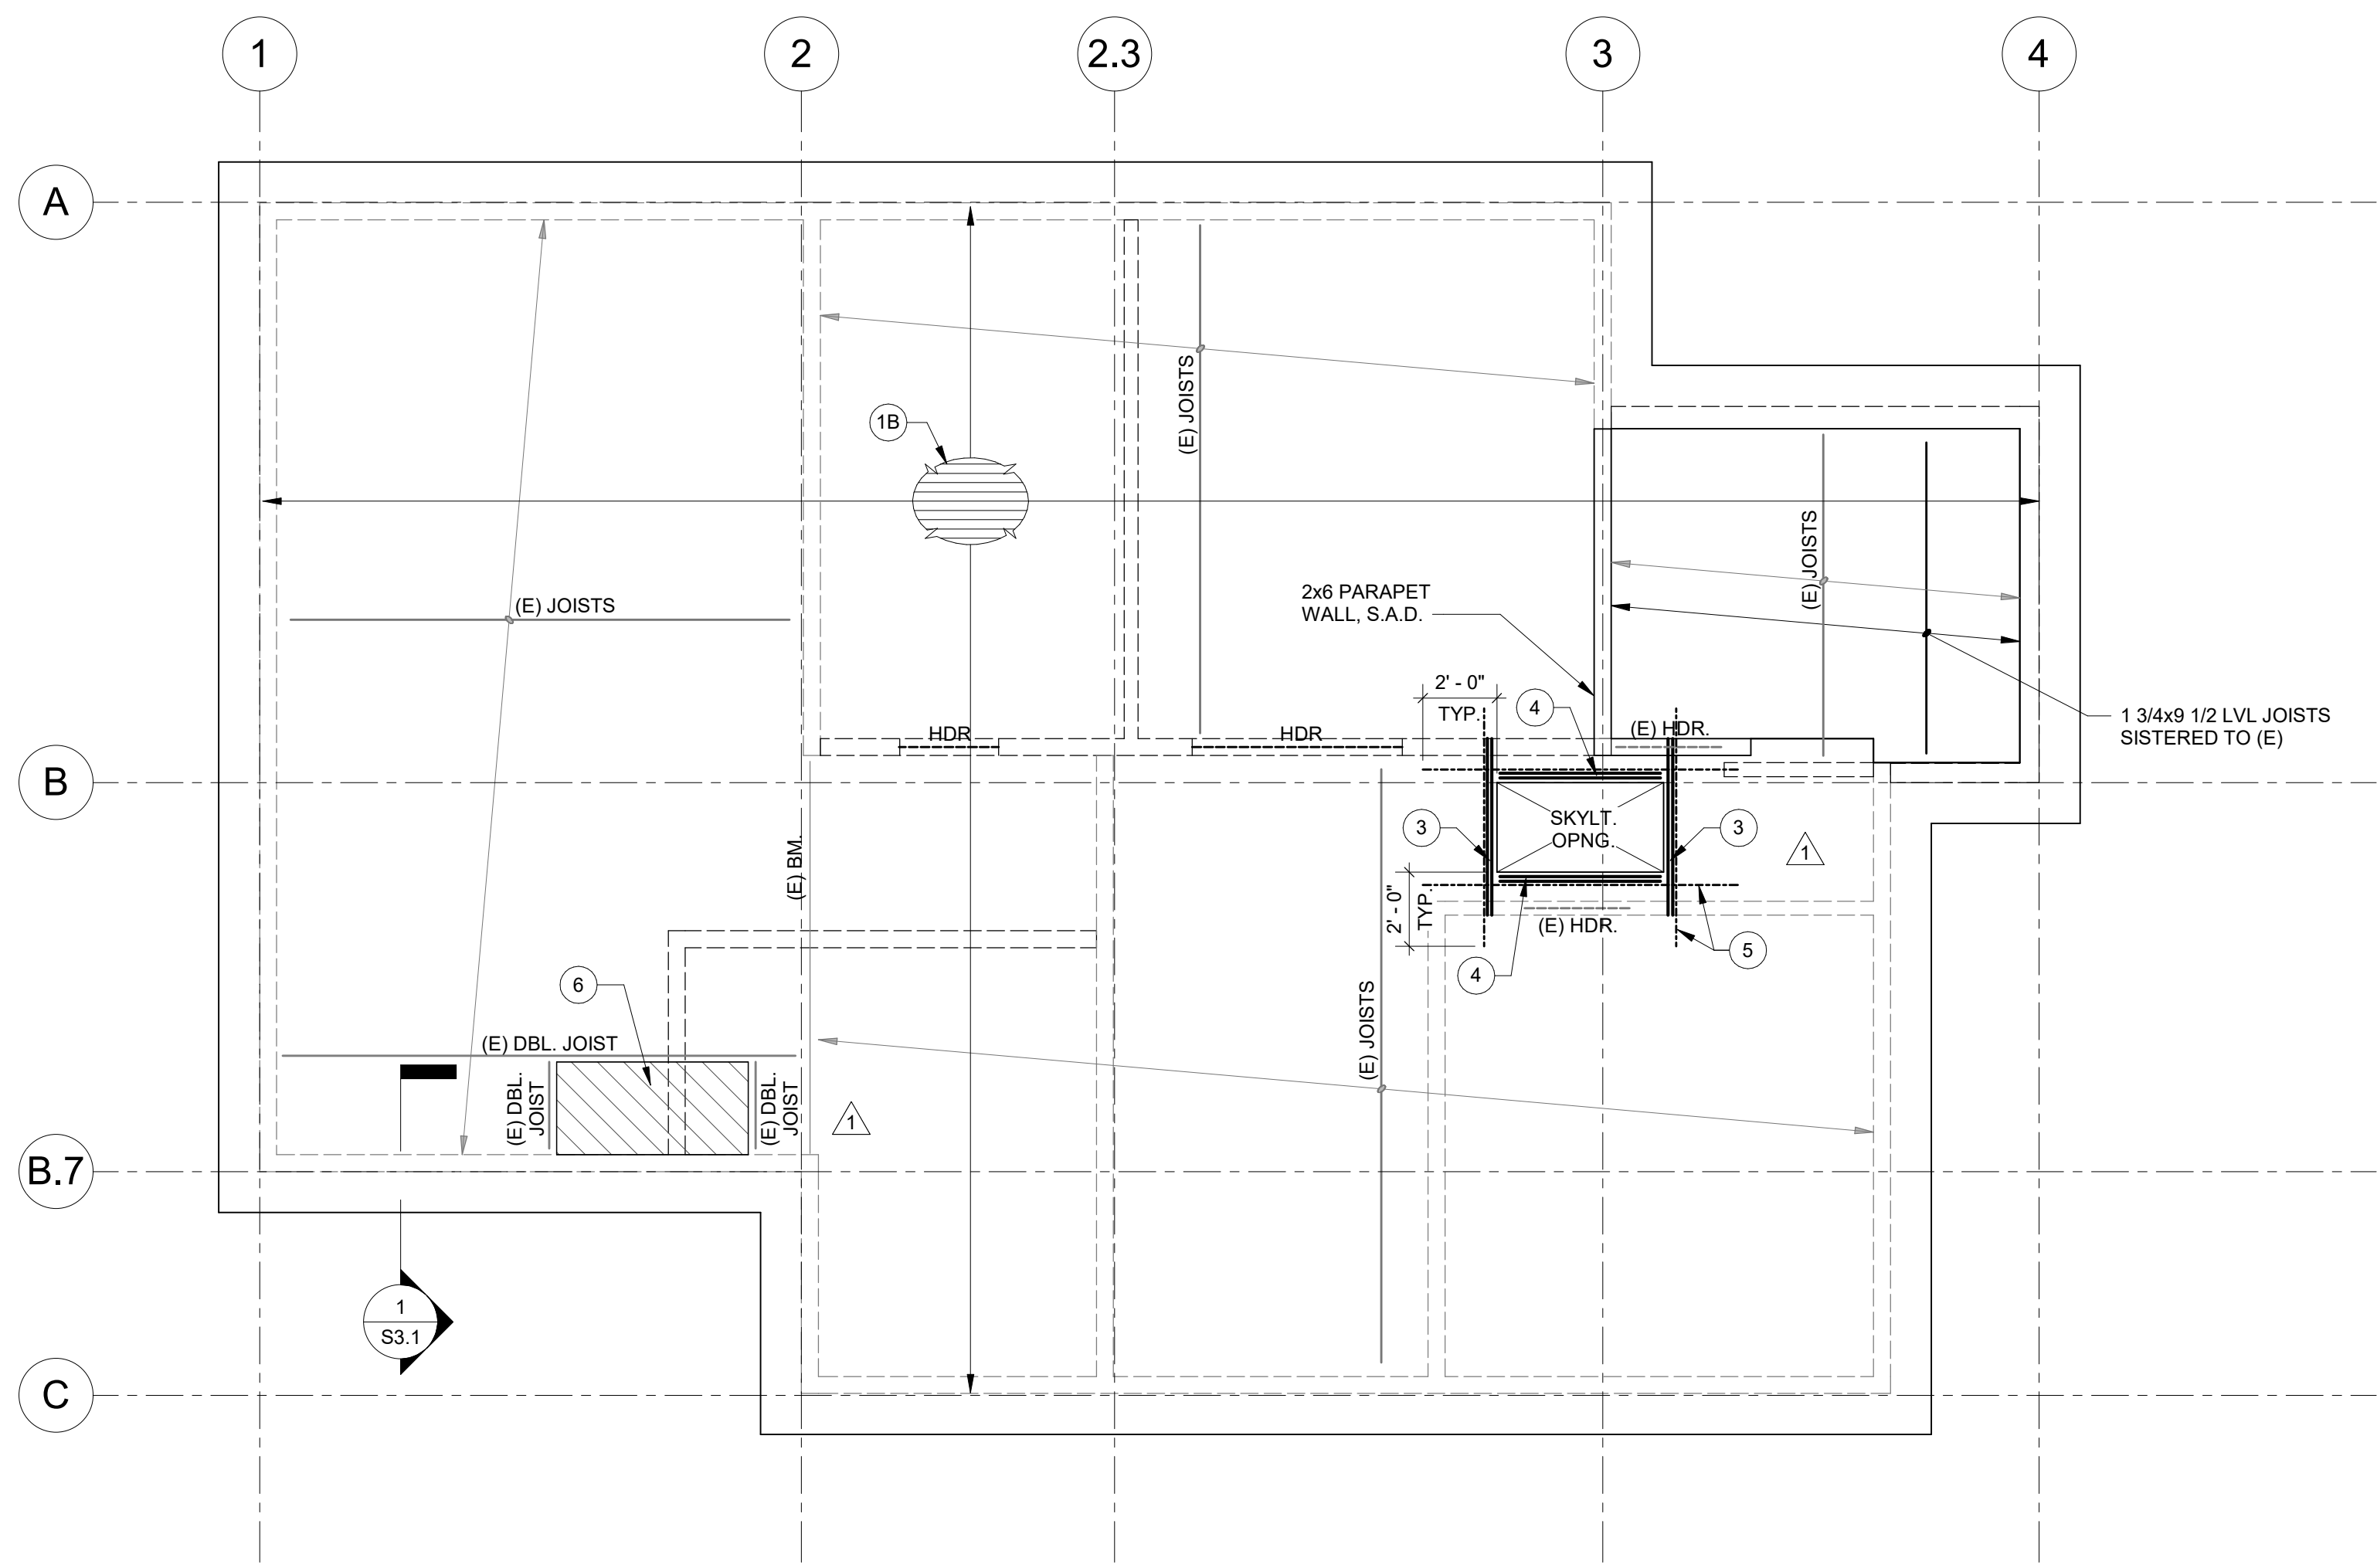 1
2
2.3
3
4
A
1B
(E) JOISTS
(E) JOISTS
(E) JOISTS
2x6 PARAPET
WALL, S.A.D.
2' - 0"
TYP.
4
1 3/4x9 1/2 LVL JOISTS
SISTERED TO (E)
HDR
HDR
(E) HDR.
B
3
SKYLT.
OPNG.
3
1
(E) BM.
2' - 0"
TYP.
(E) HDR.
5
4
6
(E) JOISTS
(E) DBL. JOIST
(E) DBL.
JOIST
(E) DBL.
JOIST
1
B.7
1
S3.1
C